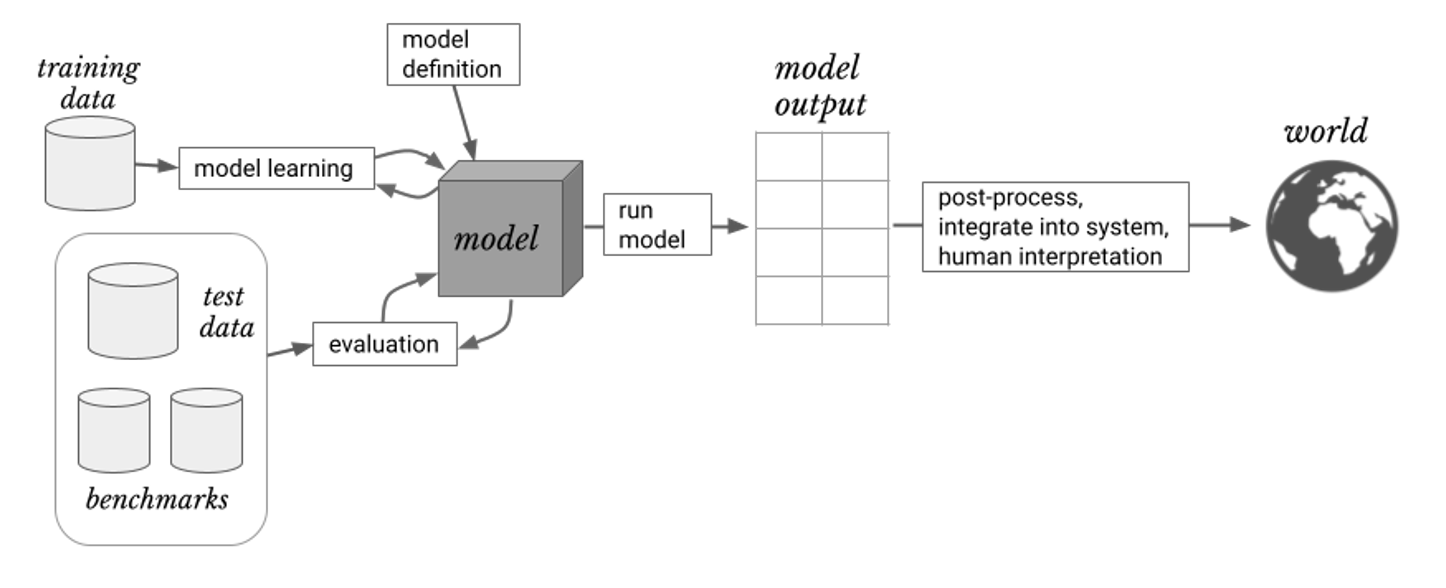 training
data
model
definition
model learning
model
test
data
benchmarks
evaluation
run
model
model
output
post-process,
integrate into system,
human interpretation
world